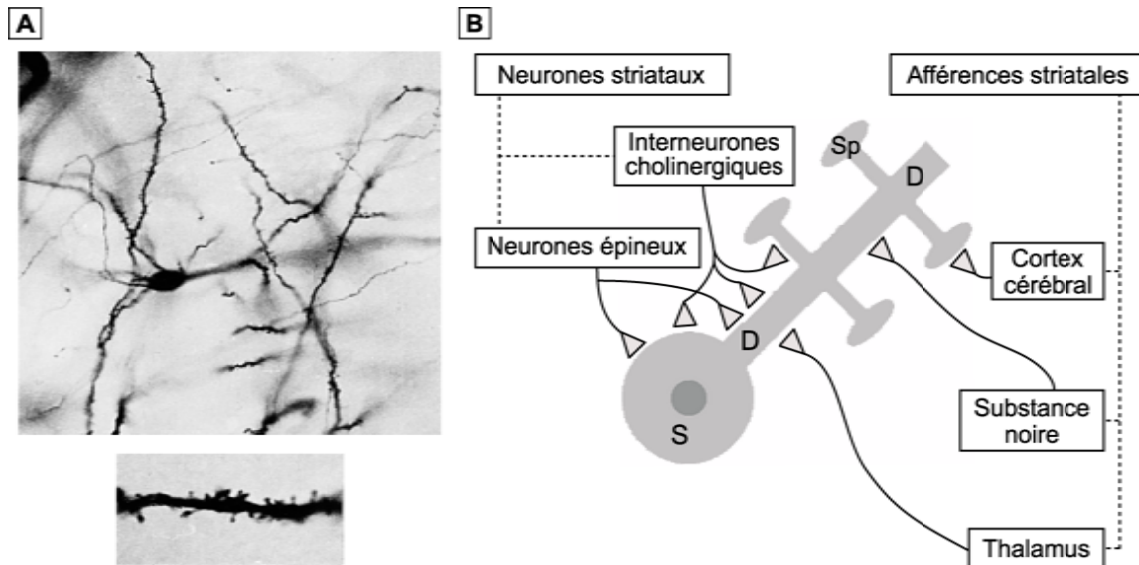 A
B
Neurones striataux
Afférences striatales
Interneurones
cholinergiques
Sp
D
Neurones épineux
Cortex
cérébral
D
Substance
noire
S
Thalamus